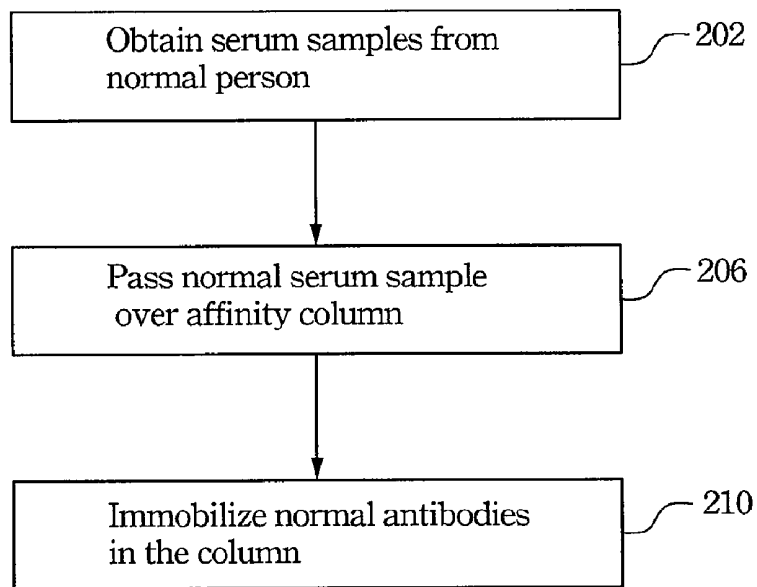 Obtain serum samples from
normal person
202
Pass normal serum sample
over affinity column
206
Immobilize normal antibodies
in the column
210